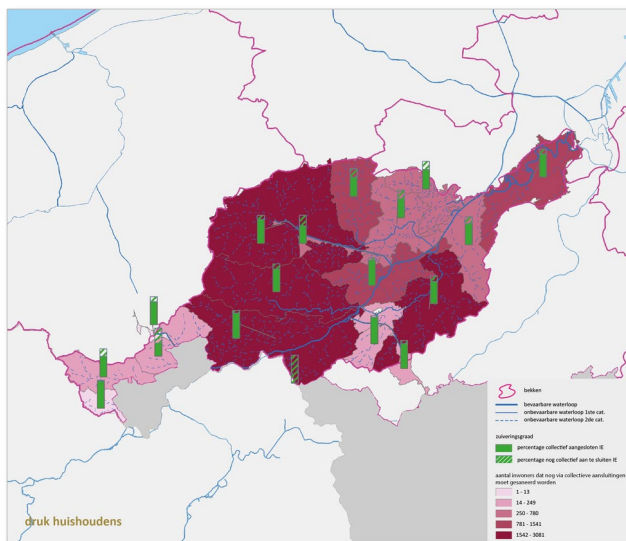 bekken
bevaarbare waterloop
onbevaarbare waterloop 1ste cat.
onbevaarbare waterloop 2de cat.
zuiveringsgraad
percentage collectief aangesloten IE
percentage nog collectief aan te sluiten IE
aantal inwoners dat nog via collectieve aansluitingen
moet gesaneerd worden
1 - 13
14 - 249
250 - 780
781 - 1541
1542 - 3081
druk huishoudens